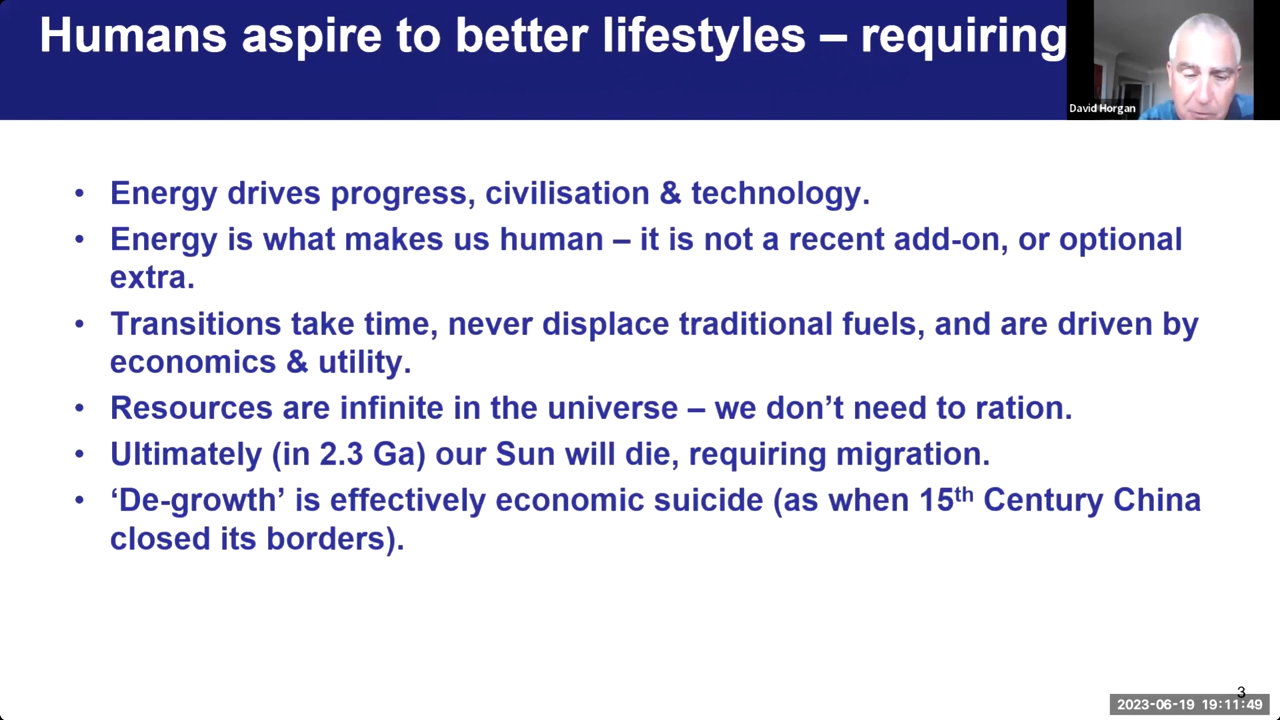 Humans aspire to better lifestyles – requiring
David Horgan
• Energy drives progress, civilisation & technology.
• Energy is what makes us human – it is not a recent add-on, or optional
extra.
• Transitions take time, never displace traditional fuels, and are driven by
economics & utility.
• Resources are infinite in the universe – we don’t need to ration.
• Ultimately (in 2.3 Ga) our Sun will die, requiring migration.
• ‘De-growth’ is effectively economic suicide (as when 15th Century China
closed its borders).
3
2023-06-19 19:11:49